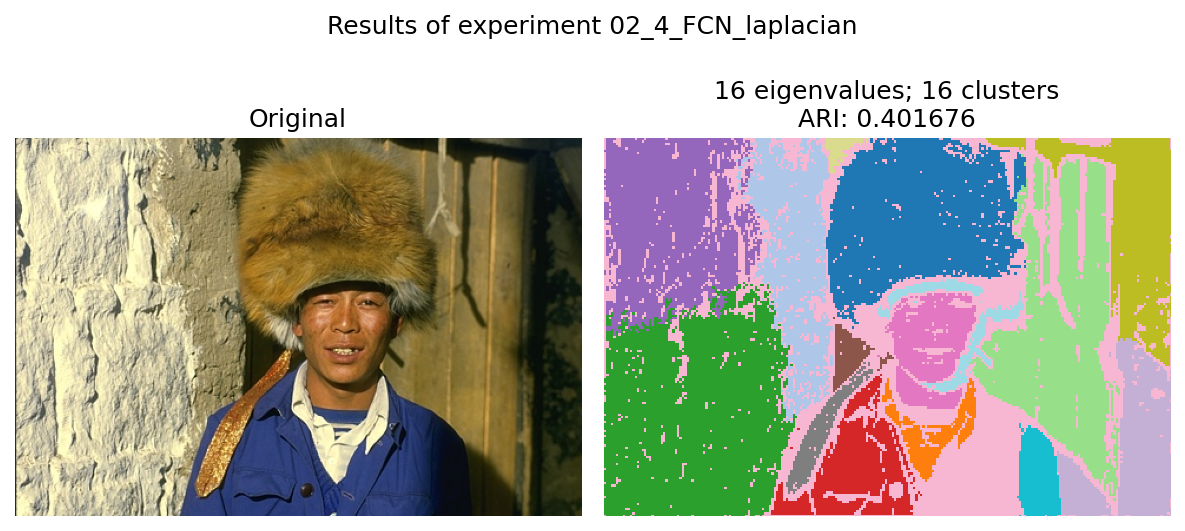 Results of experiment 02_4_FCN_laplacian
Original
16 eigenvalues; 16 clusters
ARI: 0.401676